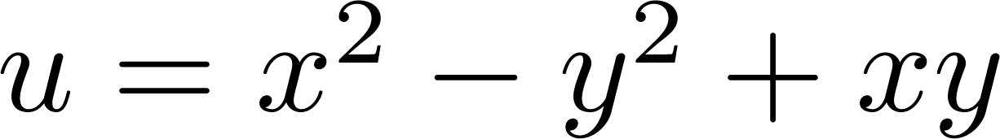 u = x² − y² + xy